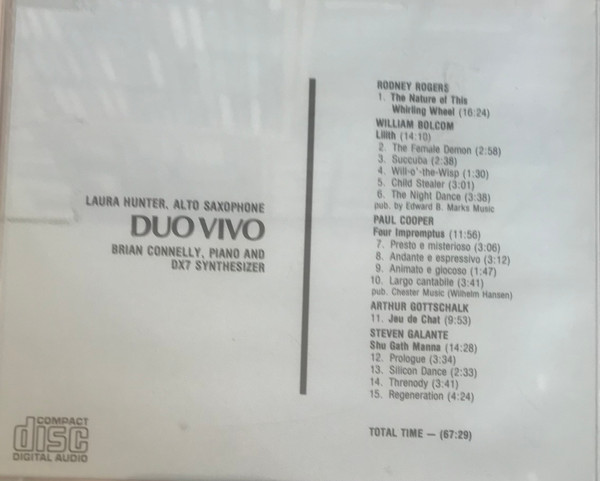 LAURA HUNTER, ALTO SAXOPHONE
DUO VIVO
BRIAN CONNELLY, PIANO AND
DX7 SYNTHESIZER
COMPACT
disc
DIGITAL AUDIO
RODNEY ROGERS
1. The Nature of This
Whirling Wheel (16:24)
WILLIAM BOLCOM
Lilith (14:10)
2. The Female Demon (2:58)
3. Succuba (2:38)
4. Will-o'-the-Wisp (1:30)
5. Child Stealer (3:01)
6. The Night Dance (3:38)
pub. by Edward B. Marks Music
PAUL COOPER
Four Impromptus (11:56)
7. Presto e misterioso (3:06)
8. Andante e espressivo (3:12)
9. Animato e giocoso (1:47)
10. Largo cantabile (3:41)
pub. Chester Music (Wilhelm Hansen)
ARTHUR GOTTSCHALK
11. Jeu de Chat (9:53)
STEVEN GALANTE
Shu Gath Manna (14:28)
12. Prologue (3:34)
13. Silicon Dance (2:33)
14. Threnody (3:41)
15. Regeneration (4:24)
TOTAL TIME — (67:29)